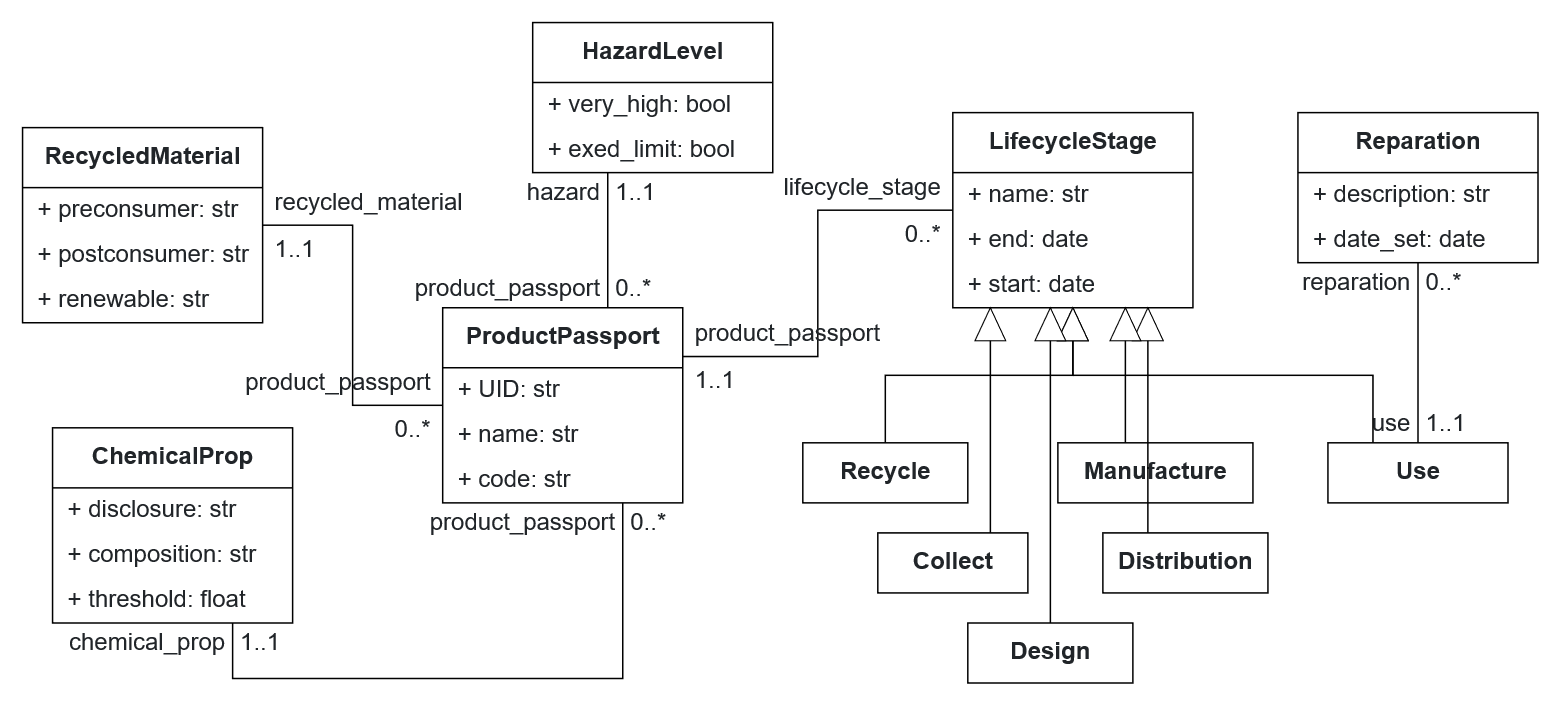 HazardLevel
+ very_high: bool
+ exed_limit: bool
hazard 1..1
product_passport 0..*
RecycledMaterial
+ preconsumer: str
+ postconsumer: str
+ renewable: str
recycled_material
1..1
product_passport
0..*
ProductPassport
+ UID: str
+ name: str
+ code: str
product_passport
1..1
product_passport 0..*
ChemicalProp
+ disclosure: str
+ composition: str
+ threshold: float
chemical_prop 1..1
lifecycle_stage
0..*
LifecycleStage
+ name: str
+ end: date
+ start: date
Reparation
+ description: str
+ date_set: date
reparation 0..*
use 1..1
Recycle
Manufacture
Use
Collect
Distribution
Design